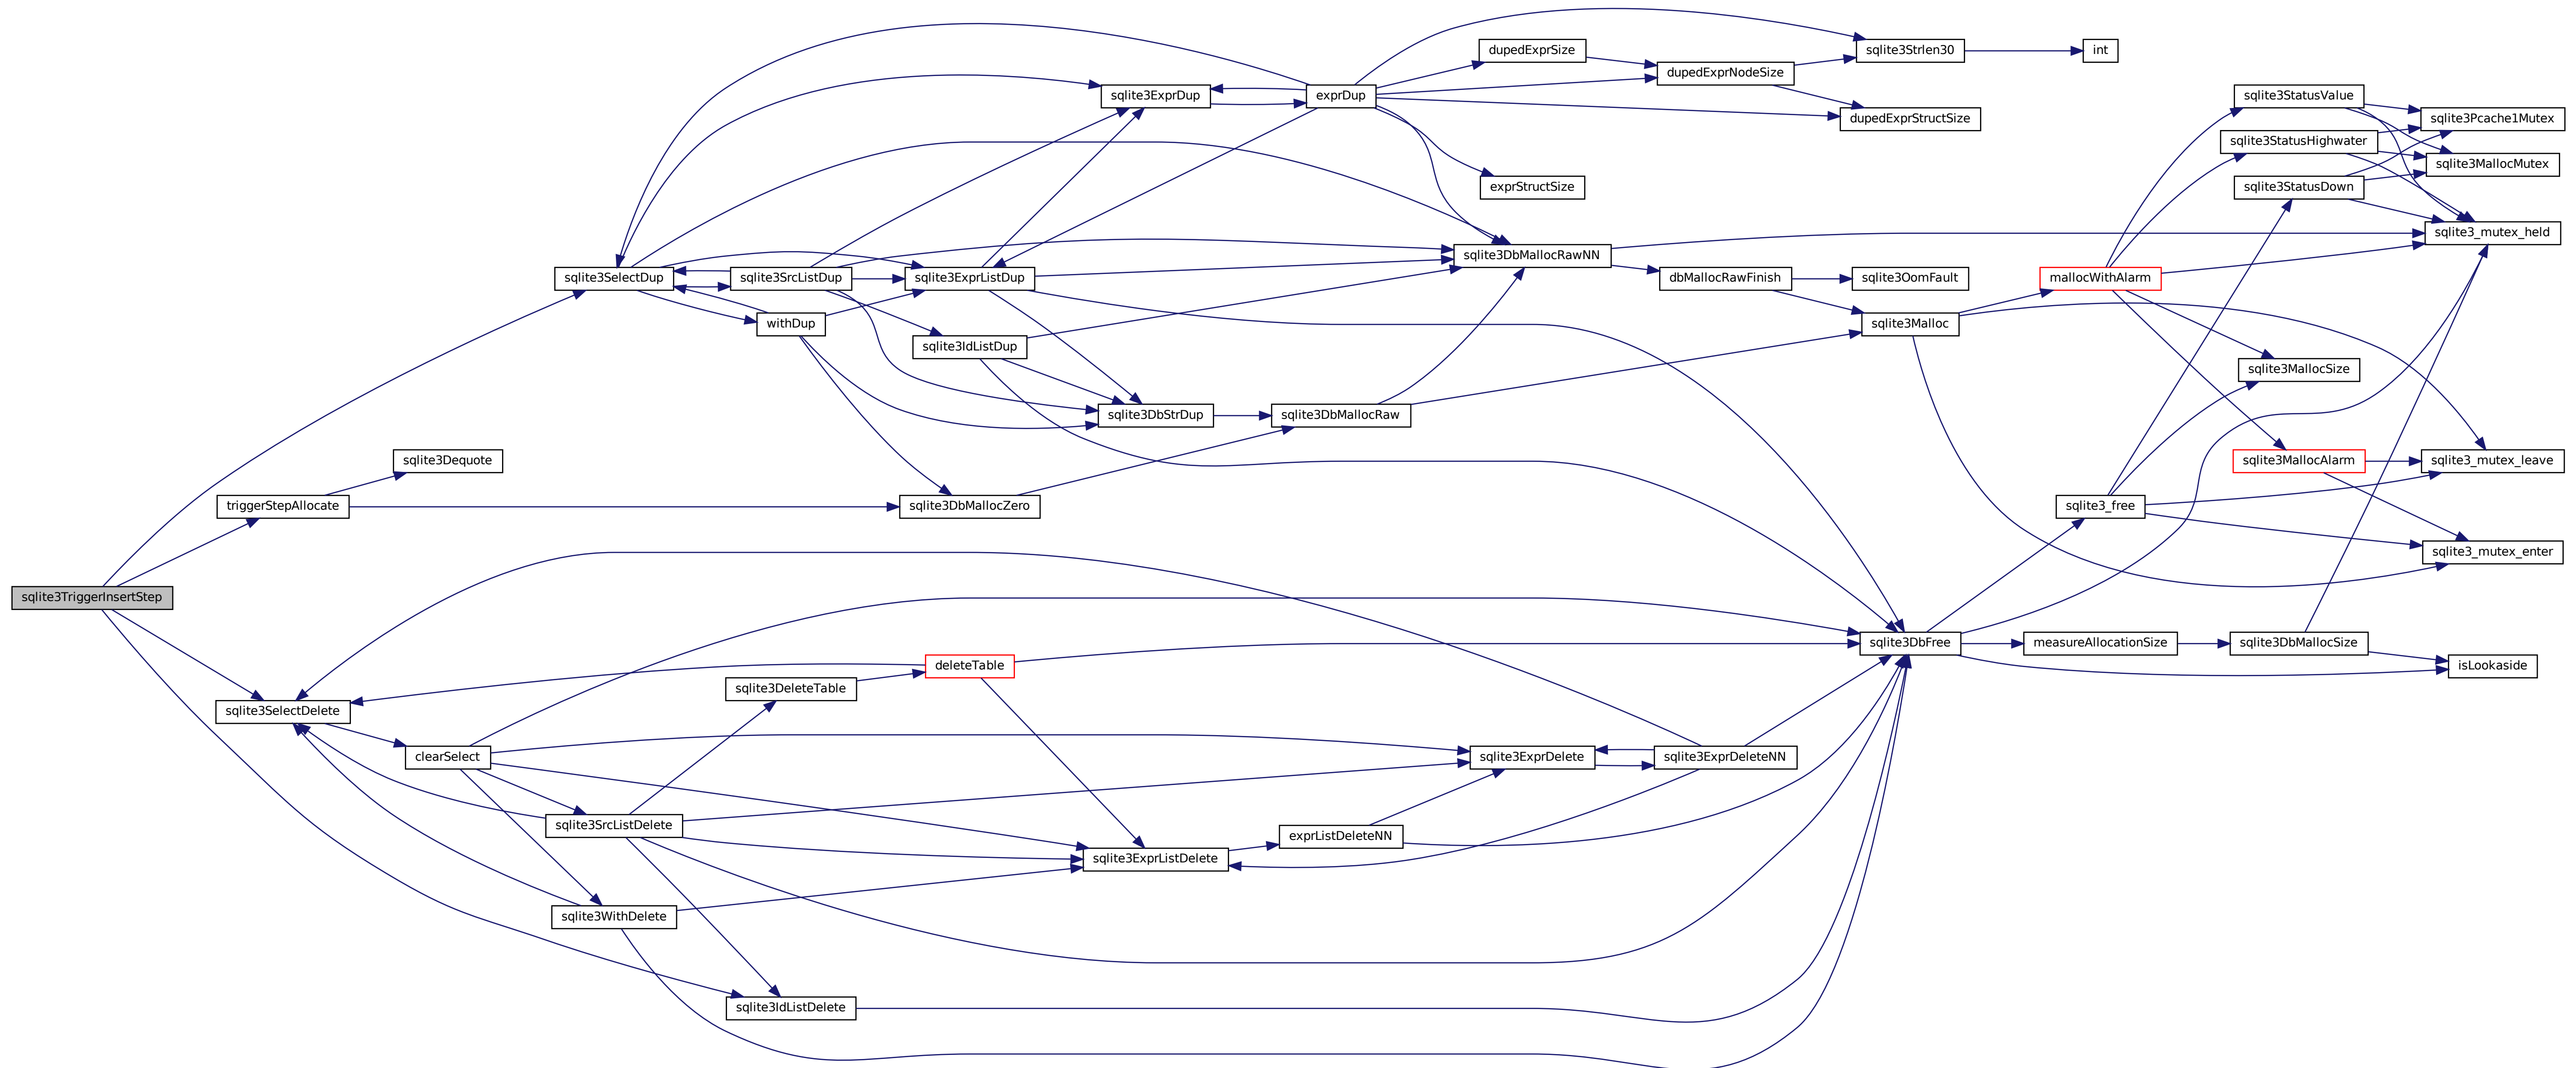 sqlite3TriggerInsertStep
sqlite3SelectDup
triggerStepAllocate
sqlite3Dequote
sqlite3SelectDelete
clearSelect
sqlite3SrcListDup
withDup
sqlite3ExprListDup
sqlite3IdListDup
sqlite3DbMallocZero
sqlite3ExprDup
sqlite3DbStrDup
exprDup
sqlite3DbMallocRaw
dupedExprSize
exprStructSize
sqlite3DbMallocRawNN
dupedExprNodeSize
dbMallocRawFinish
sqlite3Strlen30
dupedExprStructSize
sqlite3OomFault
sqlite3Malloc
int
mallocWithAlarm
sqlite3StatusValue
sqlite3StatusHighwater
sqlite3StatusDown
sqlite3MallocSize
sqlite3MallocAlarm
sqlite3Pcache1Mutex
sqlite3MallocMutex
sqlite3_mutex_held
sqlite3_mutex_leave
sqlite3_mutex_enter
sqlite3_free
sqlite3DbFree
measureAllocationSize
sqlite3DbMallocSize
isLookaside
deleteTable
sqlite3DeleteTable
sqlite3SrcListDelete
sqlite3WithDelete
sqlite3IdListDelete
sqlite3ExprListDelete
exprListDeleteNN
sqlite3ExprDelete
sqlite3ExprDeleteNN